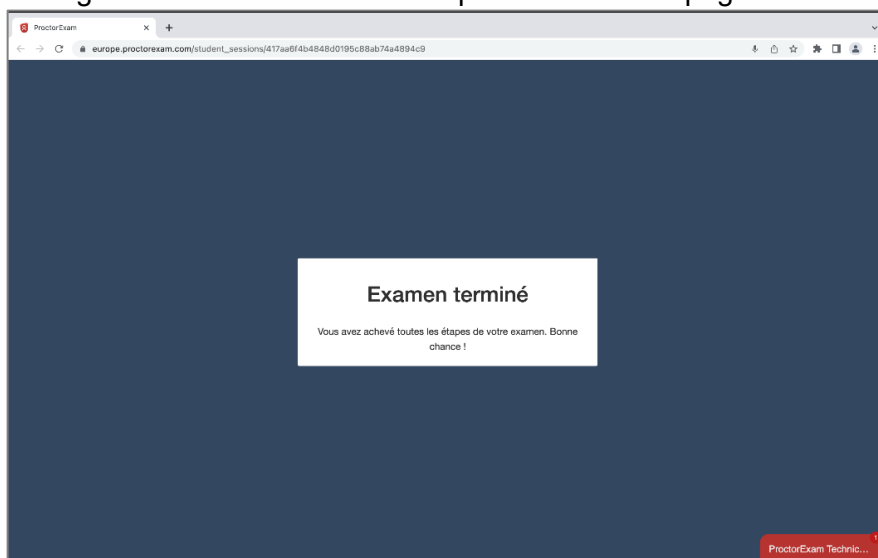 ProctorExam
europe.proctorexam.com/student_sessions/417aa6f4b4848d0195c88ab74a4894c9
Examen terminé
Vous avez achevé toutes les étapes de votre examen. Bonne
chance !
ProctorExam Technic...
1